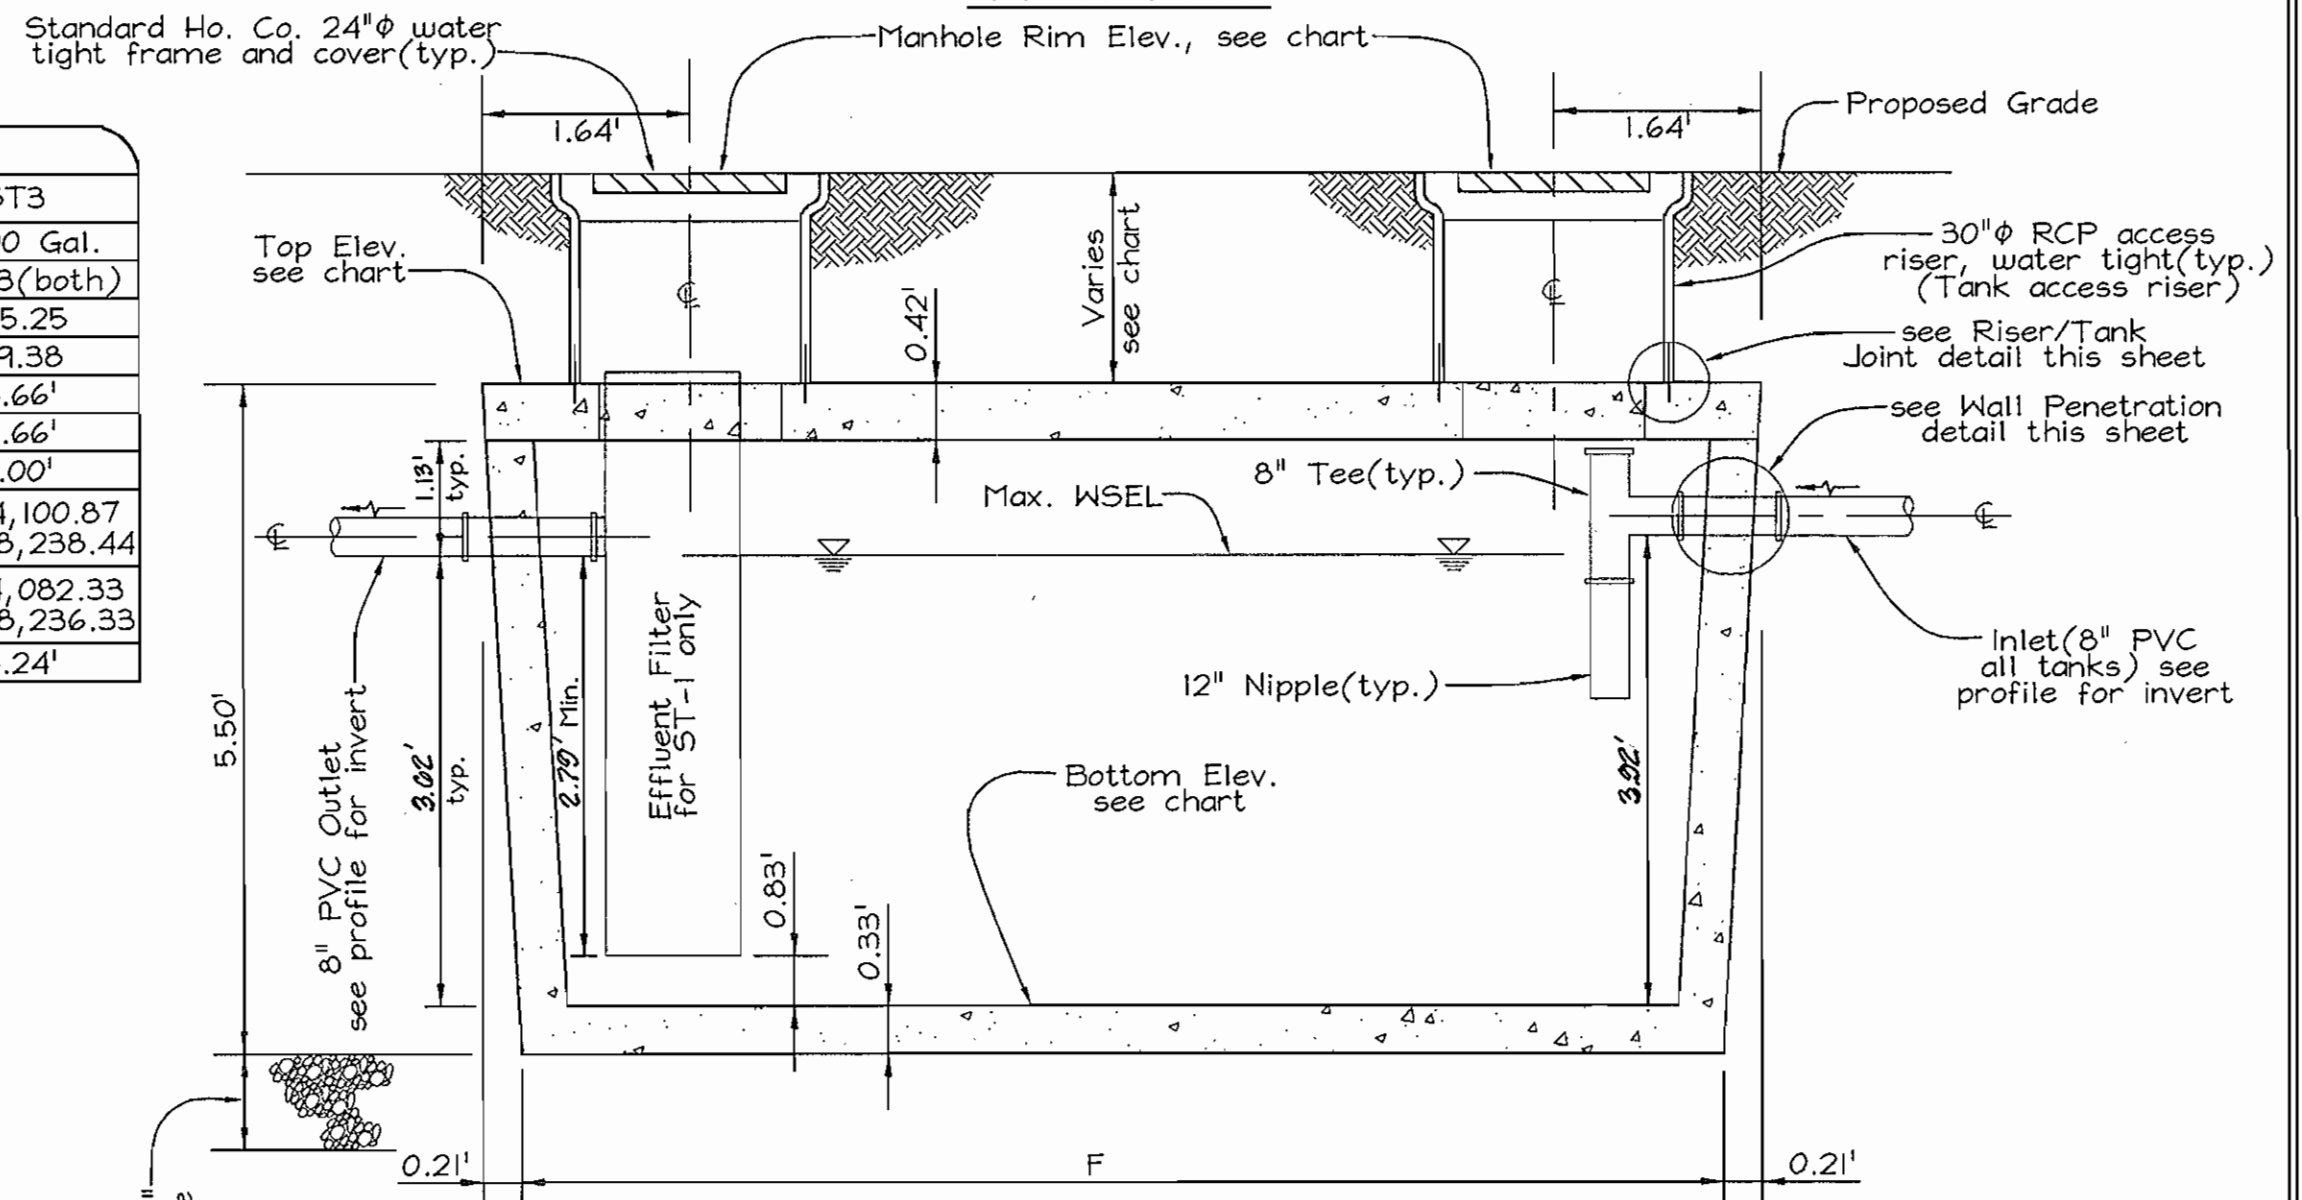 Standard Ho. Co. 24"ϕ water
tight frame and cover(typ.)
Manhole Rim Elev., see chart
1.64'
1.64'
Proposed Grade
ST3
0 Gal.
3(both)
5.25
9.38
.66'
.66'
.00'
4,100.87
8,238.44
,082.33
8,236.33
.24'
Top Elev.
see chart
℄
℄
0.42'
Varies
see chart
30"ϕ RCP access
riser, water tight(typ.)
(Tank access riser)
see Riser/Tank
Joint detail this sheet
see Wall Penetration
detail this sheet
1.13'
typ.
8" Tee(typ.)
Max. WSEL
℄
℄
Effluent Filter
for ST-1 only
12" Nipple(typ.)
Inlet(8" PVC
all tanks) see
profile for invert
5.50'
8" PVC Outlet
see profile for invert
3.62'
typ.
2.79' Min.
Bottom Elev.
see chart
0.83'
0.33'
0.21'
F
0.21'